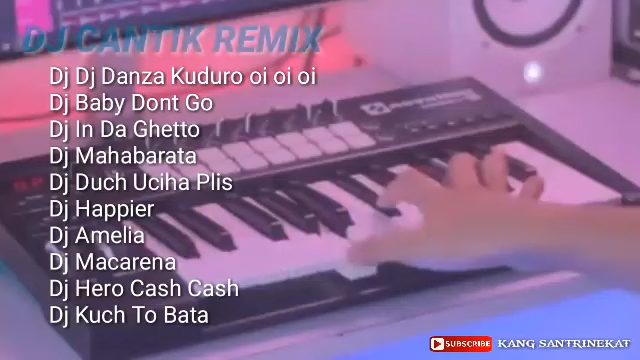 DJ CANTIK REMIX
Dj Dj Danza Kuduro oi oi oi
Dj Baby Dont Go
Dj In Da Ghetto
Dj Mahabarata
Dj Duch Uciha Plis
Dj Happier
Dj Amelia
Dj Macarena
Dj Hero Cash Cash
Dj Kuch To Bata
SUBSCRIBE KANG SANTRINEKAT